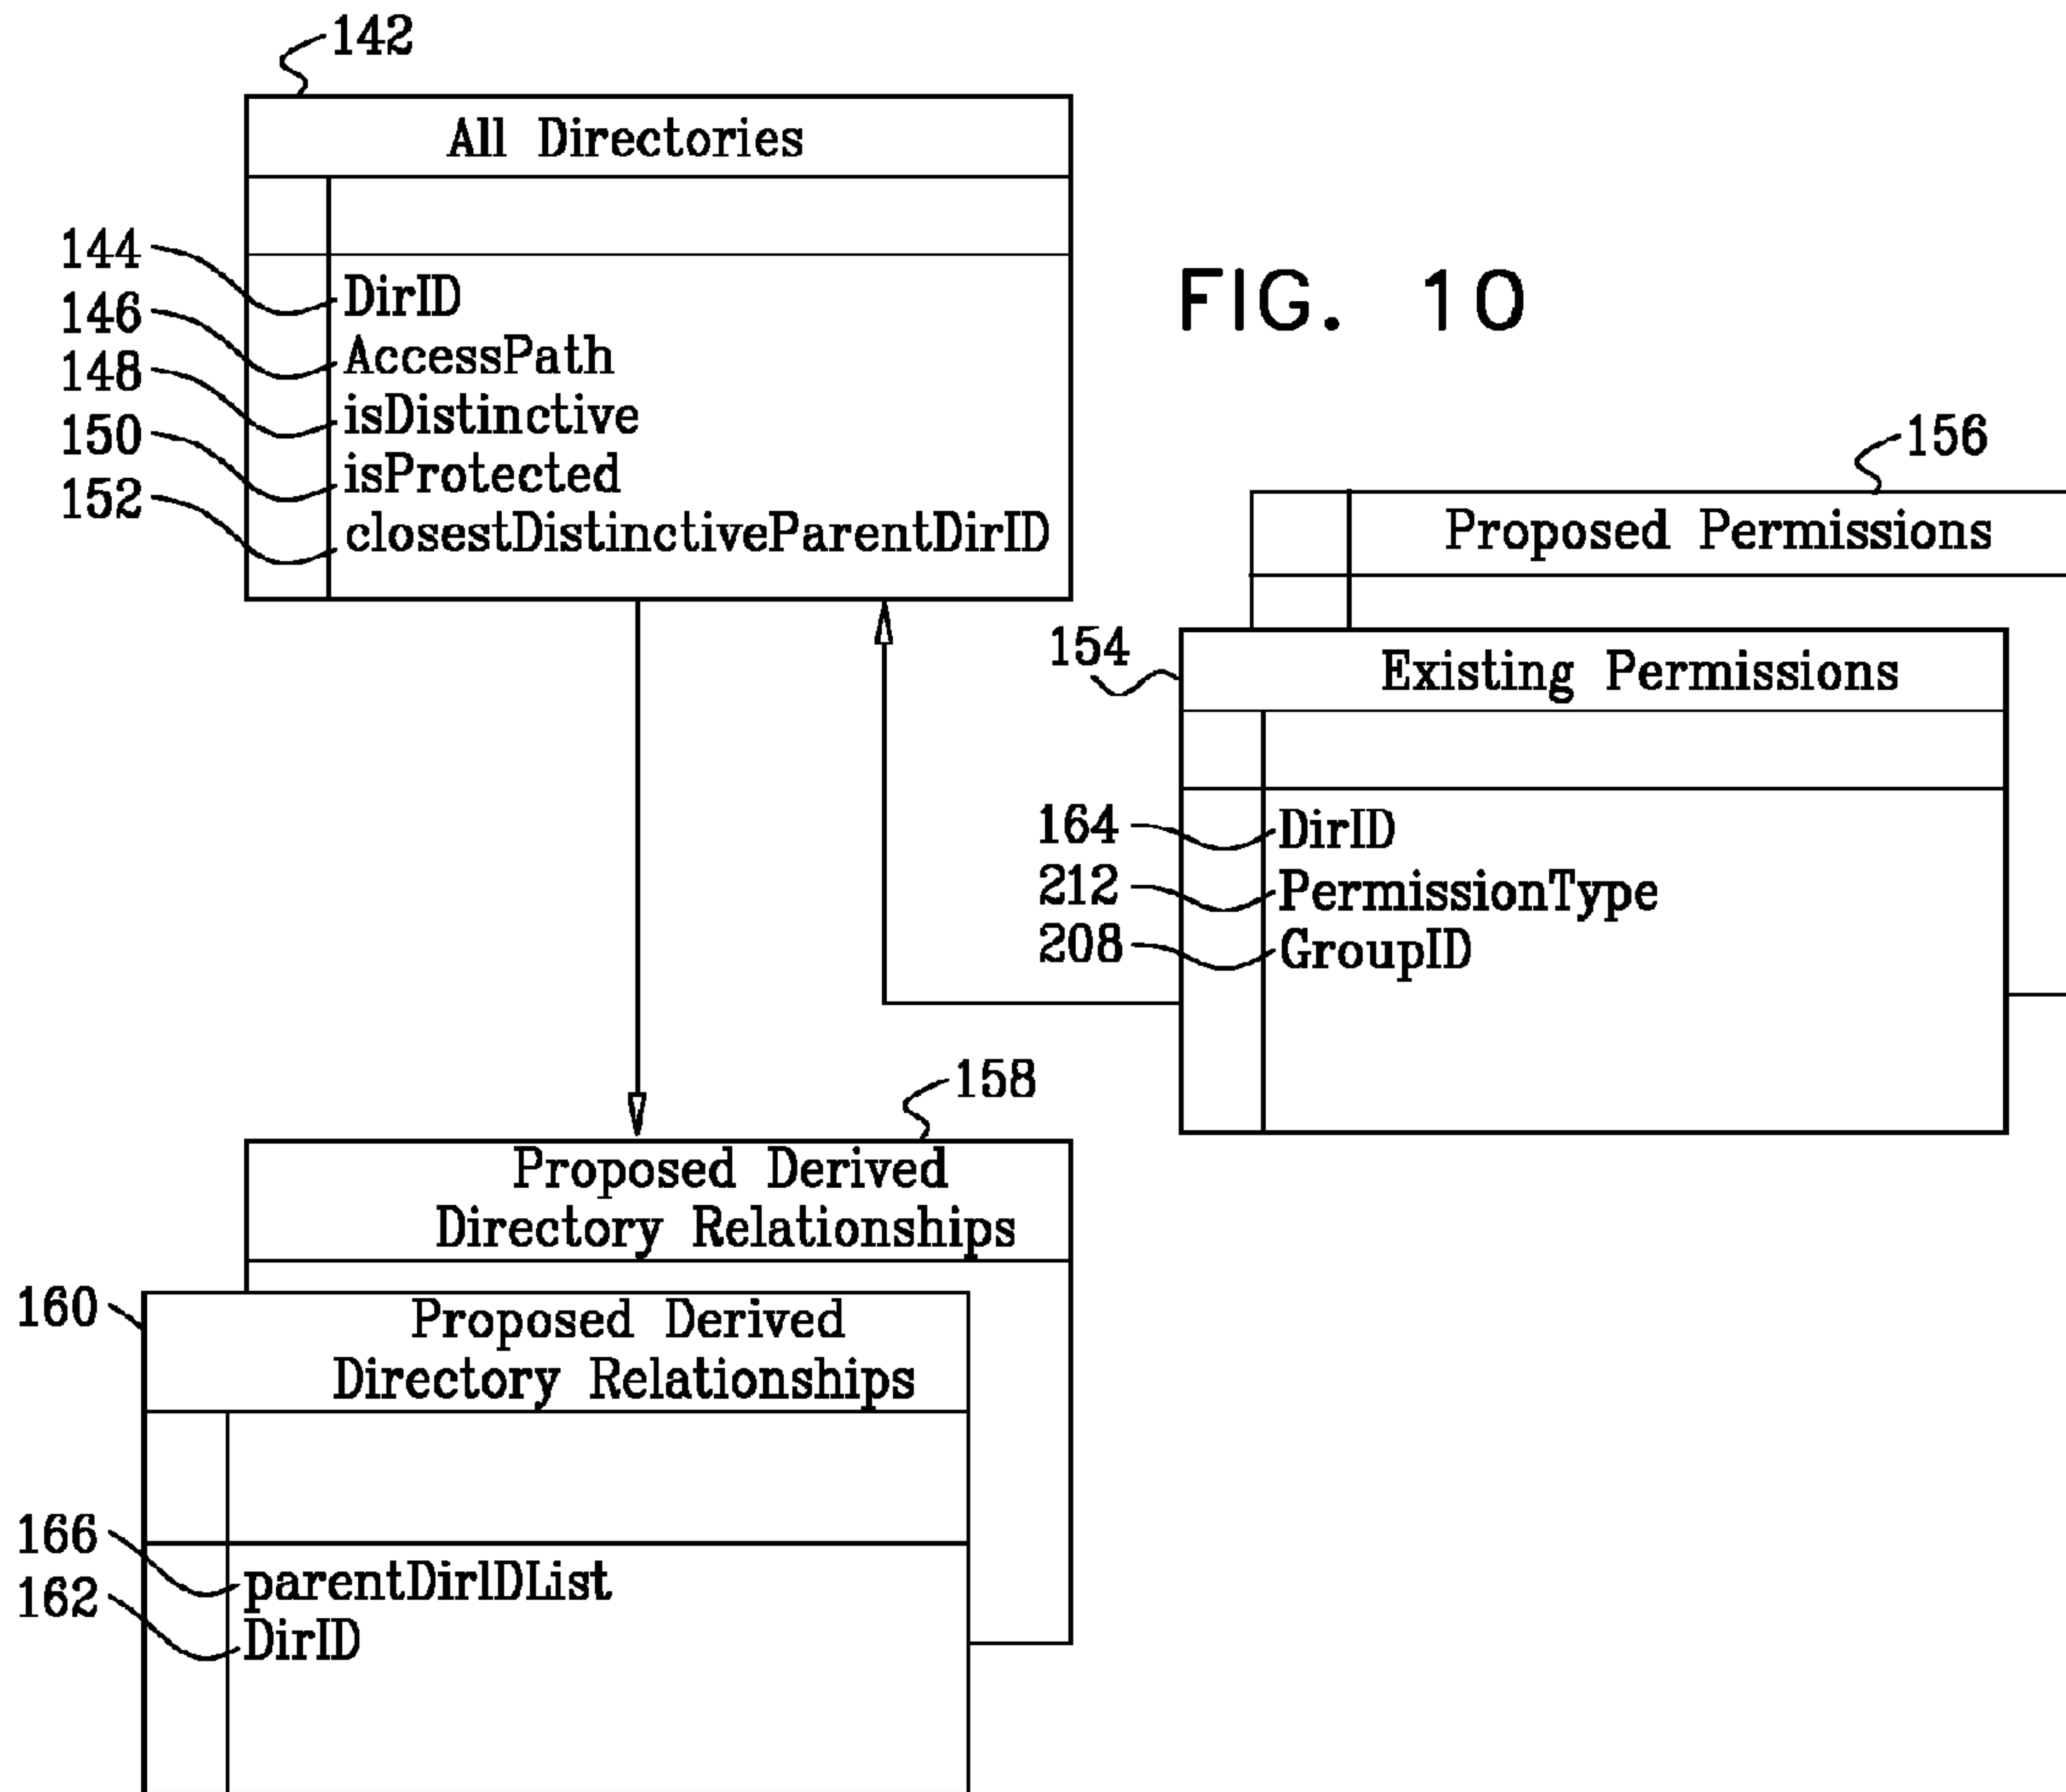 142
All Directories
144
DirID
146
AccessPath
148
isDistinctive
150
isProtected
152
closestDistinctiveParentDirID
FIG. 10
156
Proposed Permissions
154
Existing Permissions
164
DirID
212
PermissionType
208
GroupID
158
Proposed Derived
Directory Relationships
160
Proposed Derived
Directory Relationships
166
parentDirIDList
162
DirID